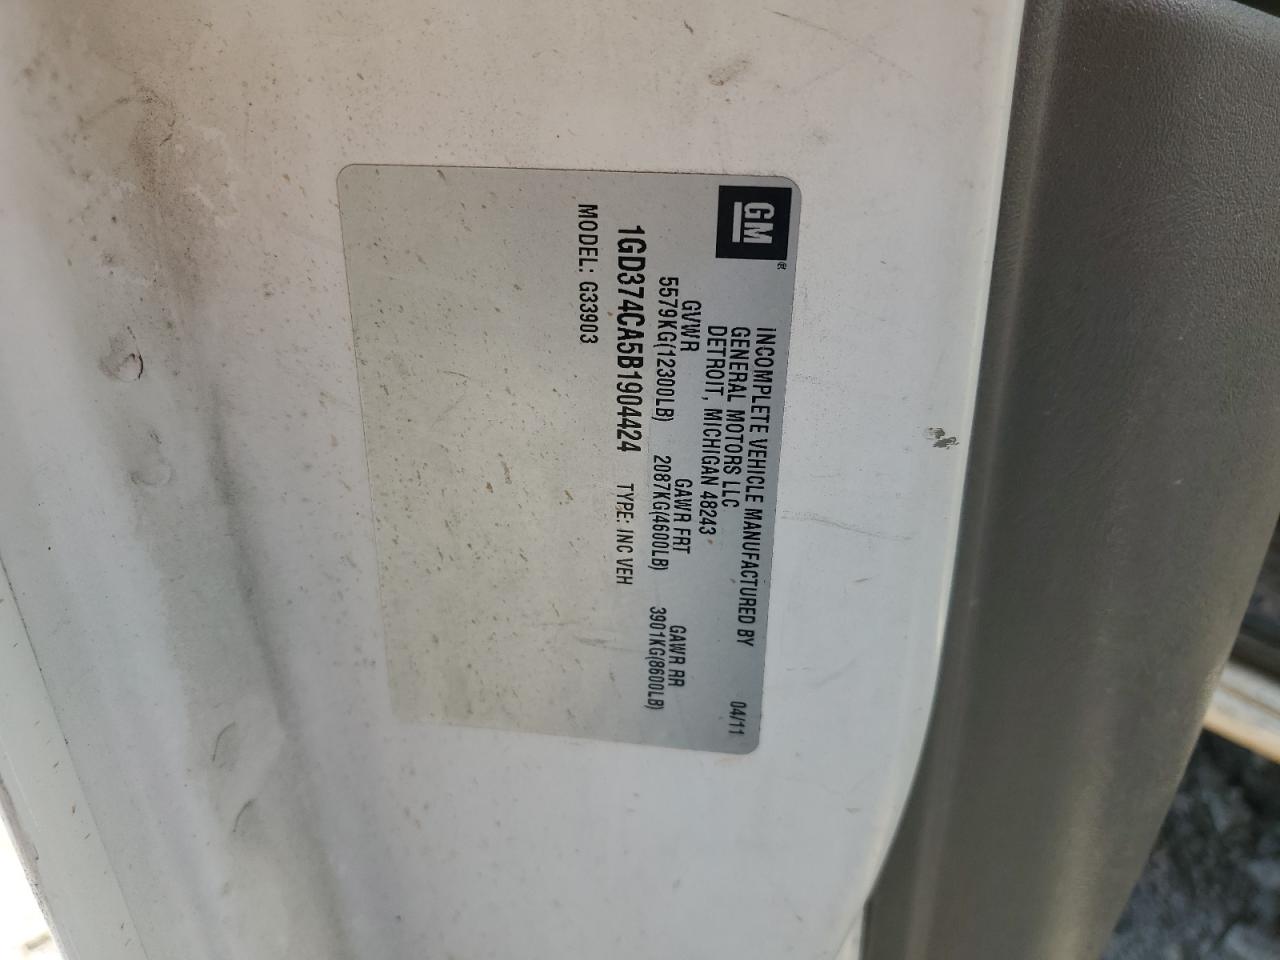 GM®
INCOMPLETE VEHICLE MANUFACTURED BY
GENERAL MOTORS LLC
DETROIT, MICHIGAN 48243
04/11
GVWR GAWR FRT GAWR RR
5579KG(12300LB) 2087KG(4600LB) 3901KG(8600LB)
1GD374CA5B1904424 TYPE: INC VEH
MODEL: G33903